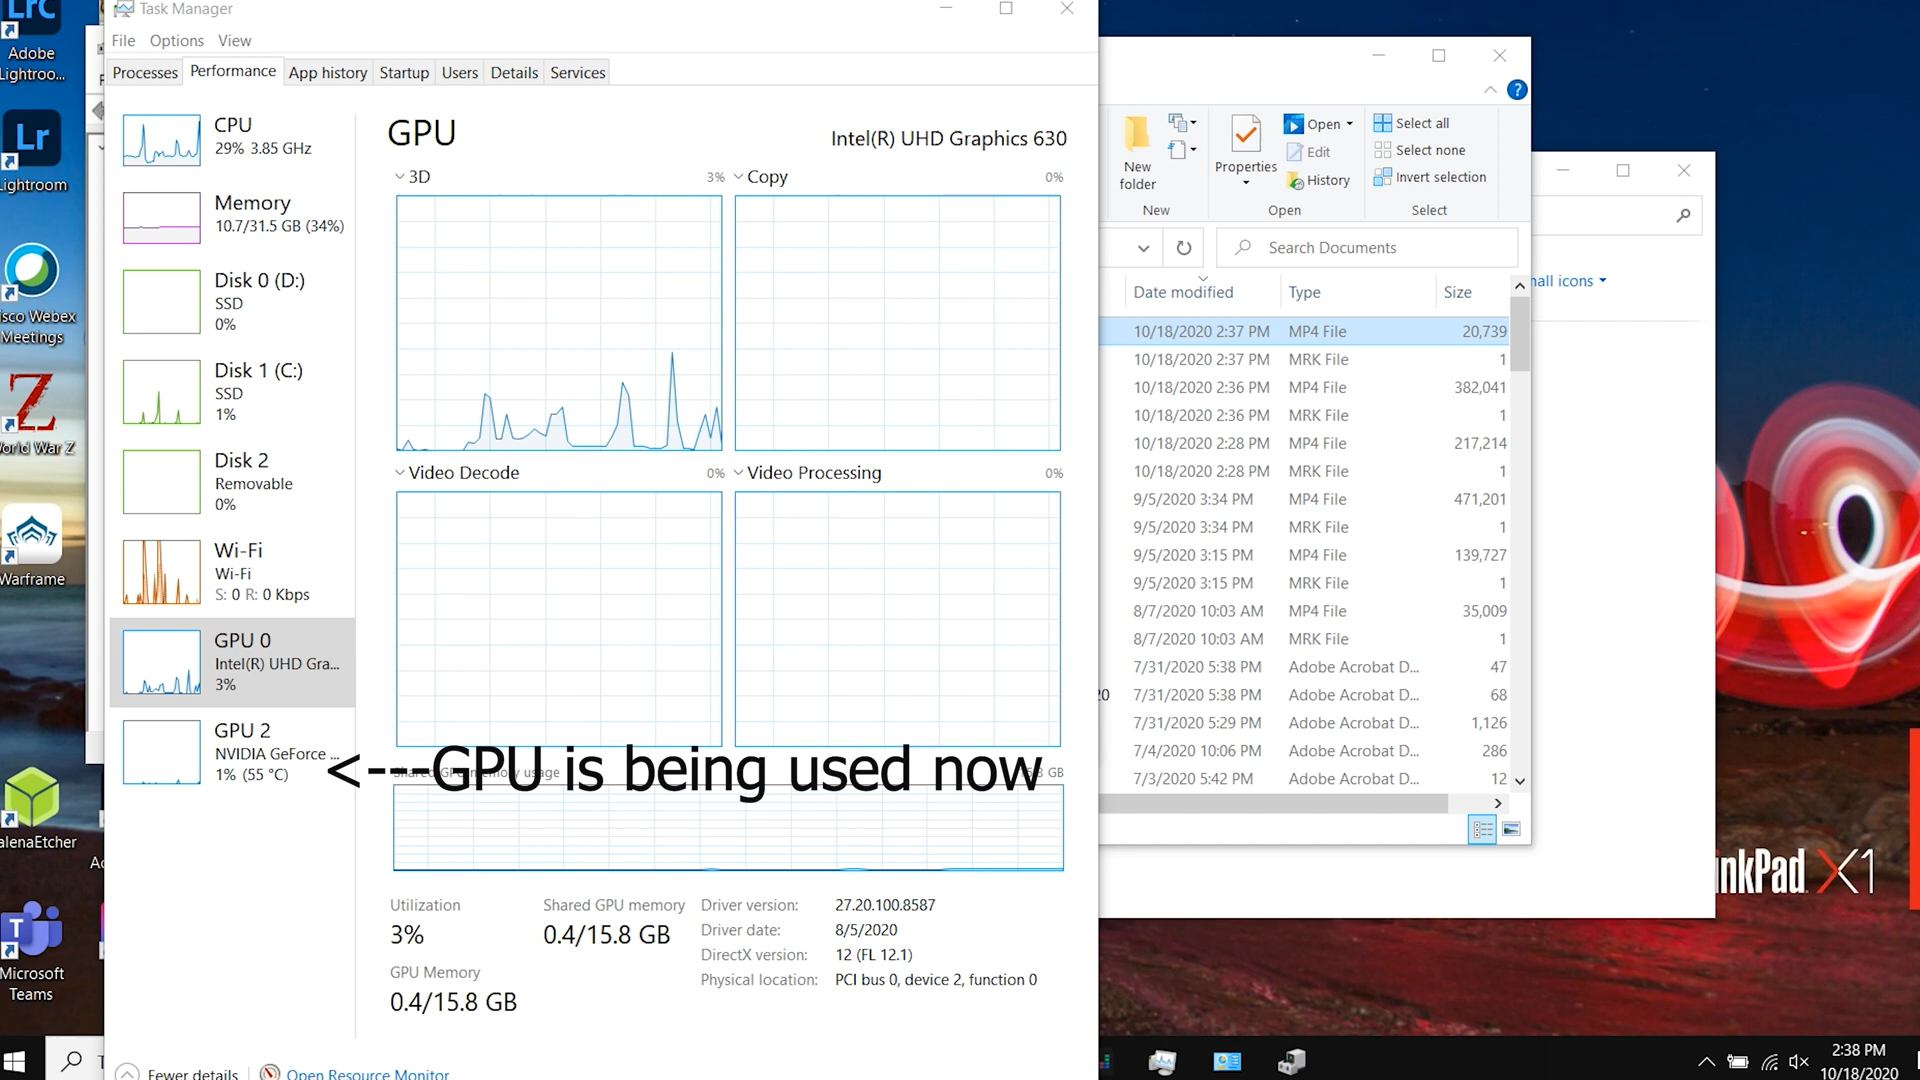 LrC
Adobe
Lightroo...
Lr
Lightroom
isco Webex
Meetings
World War Z
Warframe
alenaEtcher
Ac
T
Microsoft
Teams
Task Manager
File Options View
Processes Performance App history Startup Users Details Services
CPU
29% 3.85 GHz
Memory
10.7/31.5 GB (34%)
Disk 0 (D:)
SSD
0%
Disk 1 (C:)
SSD
1%
Disk 2
Removable
0%
Wi-Fi
Wi-Fi
S: 0 R: 0 Kbps
GPU 0
Intel(R) UHD Gra...
3%
GPU 2
NVIDIA GeForce ...
1% (55 °C)
GPU Intel(R) UHD Graphics 630
3D 3% Copy 0%
Video Decode 0% Video Processing 0%
<---GPU is being used now
Shared GPU memory usage 15.8 GB
Utilization
3%
Shared GPU memory
0.4/15.8 GB
GPU Memory
0.4/15.8 GB
Driver version: 27.20.100.8587
Driver date: 8/5/2020
DirectX version: 12 (FL 12.1)
Physical location: PCI bus 0, device 2, function 0
Fewer details Open Resource Monitor
New
folder
New
Properties
Open
Edit
History
Open
Select all
Select none
Invert selection
Select
?
Search Documents
Date modified Type Size
10/18/2020 2:37 PM MP4 File 20,739
10/18/2020 2:37 PM MRK File 1
10/18/2020 2:36 PM MP4 File 382,041
10/18/2020 2:36 PM MRK File 1
10/18/2020 2:28 PM MP4 File 217,214
10/18/2020 2:28 PM MRK File 1
9/5/2020 3:34 PM MP4 File 471,201
9/5/2020 3:34 PM MRK File 1
9/5/2020 3:15 PM MP4 File 139,727
9/5/2020 3:15 PM MRK File 1
8/7/2020 10:03 AM MP4 File 35,009
8/7/2020 10:03 AM MRK File 1
7/31/2020 5:38 PM Adobe Acrobat D... 47
20 7/31/2020 5:38 PM Adobe Acrobat D... 68
7/31/2020 5:29 PM Adobe Acrobat D... 1,126
7/4/2020 10:06 PM Adobe Acrobat D... 286
7/3/2020 5:42 PM Adobe Acrobat D... 12
nall icons
inkPad X1
2:38 PM
10/18/2020